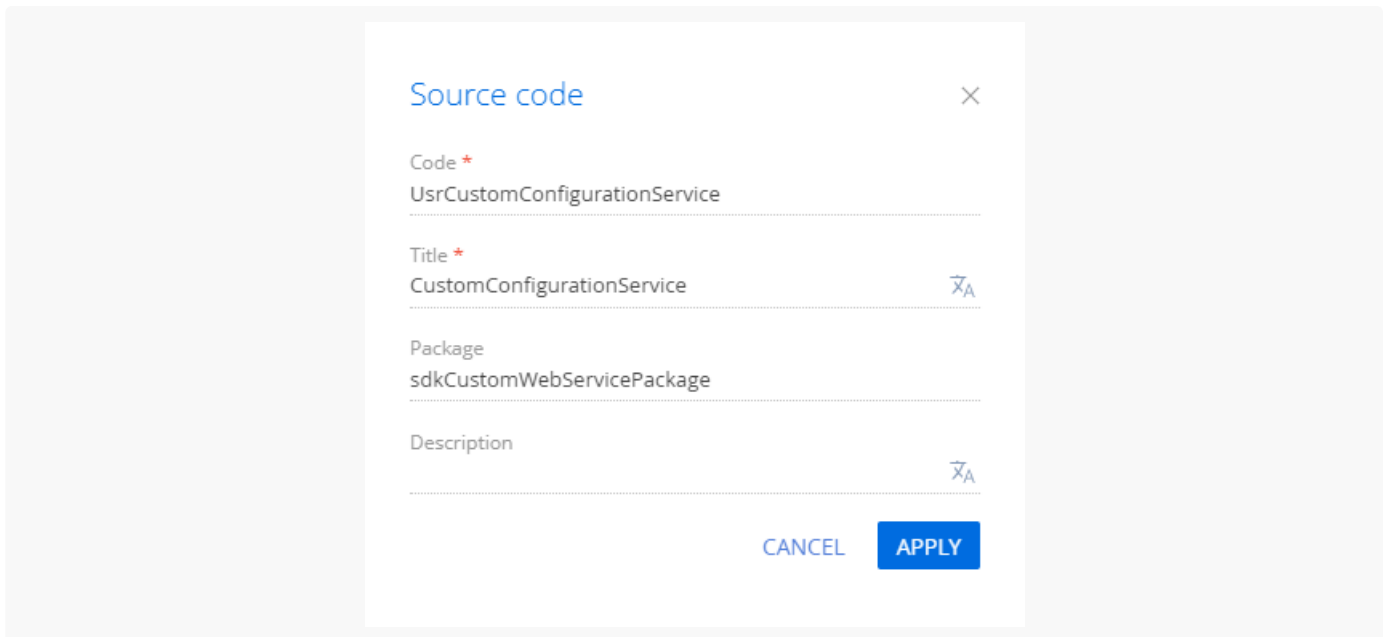 Source code
Code *
UsrCustomConfigurationService
Title *
CustomConfigurationService
Package
sdkCustomWebServicePackage
Description
CANCEL APPLY